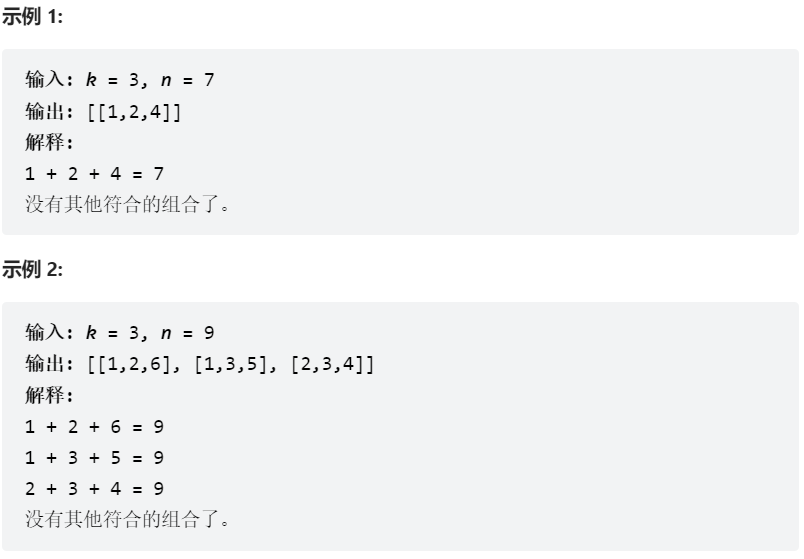 示例 1:
输入: k = 3, n = 7
输出: [[1,2,4]]
解释:
1 + 2 + 4 = 7
没有其他符合的组合了。
示例 2:
输入: k = 3, n = 9
输出: [[1,2,6], [1,3,5], [2,3,4]]
解释:
1 + 2 + 6 = 9
1 + 3 + 5 = 9
2 + 3 + 4 = 9
没有其他符合的组合了。